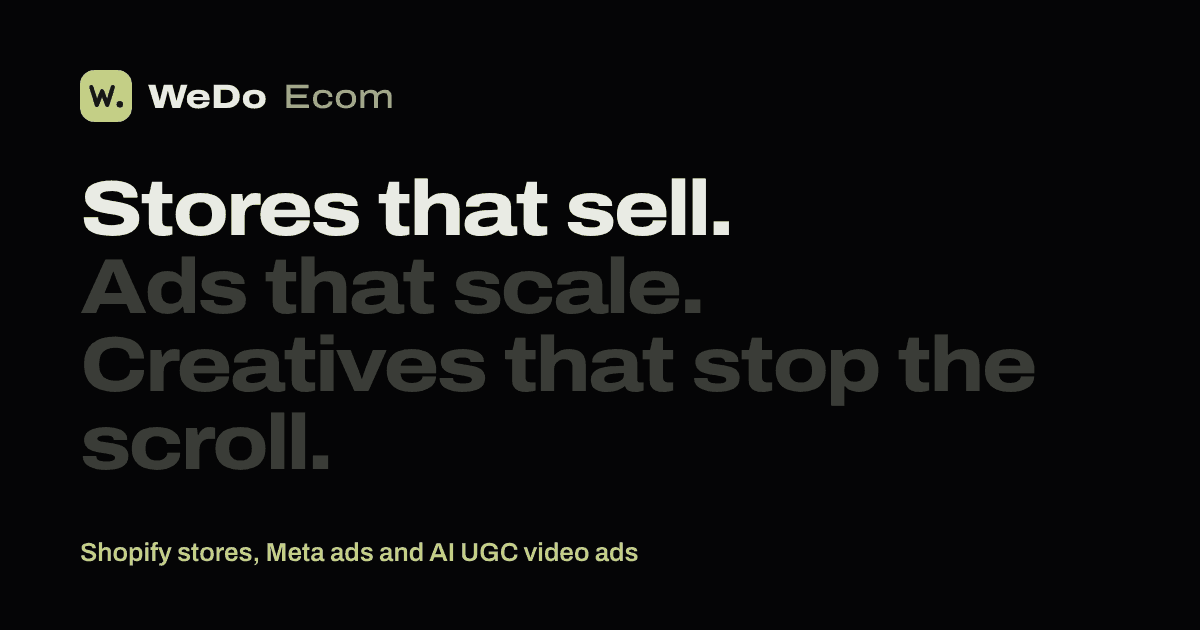 W. WeDo Ecom
Stores that sell.
Ads that scale.
Creatives that stop the
scroll.
Shopify stores, Meta ads and AI UGC video ads